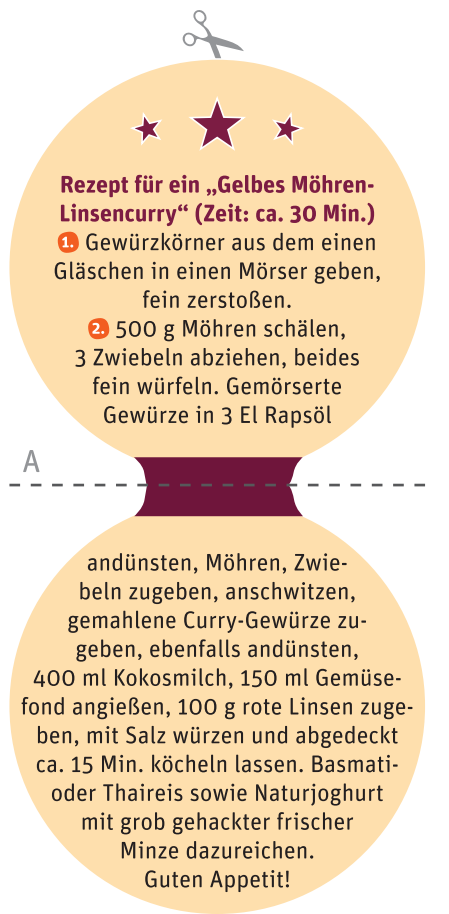 Rezept für ein „Gelbes Möhren-
Linsencurry“ (Zeit: ca. 30 Min.)
1. Gewürzkörner aus dem einen
Gläschen in einen Mörser geben,
fein zerstoßen.
2. 500 g Möhren schälen,
3 Zwiebeln abziehen, beides
fein würfeln. Gemörserte
Gewürze in 3 El Rapsöl
A
andünsten, Möhren, Zwie-
beln zugeben, anschwitzen,
gemahlene Curry-Gewürze zu-
geben, ebenfalls andünsten,
400 ml Kokosmilch, 150 ml Gemüse-
fond angießen, 100 g rote Linsen zuge-
ben, mit Salz würzen und abgedeckt
ca. 15 Min. köcheln lassen. Basmati-
oder Thaireis sowie Naturjoghurt
mit grob gehackter frischer
Minze dazureichen.
Guten Appetit!